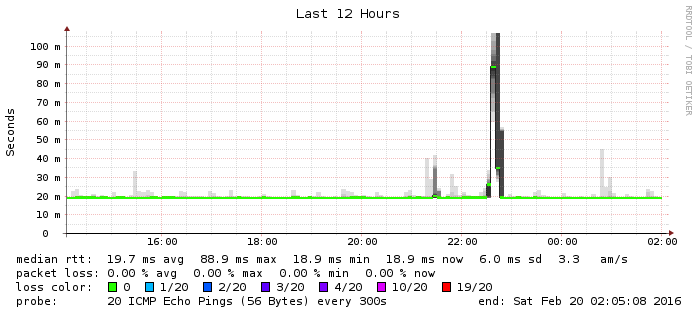 Last 12 Hours
RRDTOOL / TOBI OETIKER
Seconds
100 m
90 m
80 m
70 m
60 m
50 m
40 m
30 m
20 m
10 m
0
16:00 18:00 20:00 22:00 00:00 02:00
median rtt: 19.7 ms avg 88.9 ms max 18.9 ms min 18.9 ms now 6.0 ms sd 3.3 am/s
packet loss: 0.00 % avg 0.00 % max 0.00 % min 0.00 % now
loss color: 0 1/20 2/20 3/20 4/20 10/20 19/20
probe: 20 ICMP Echo Pings (56 Bytes) every 300s end: Sat Feb 20 02:05:08 2016